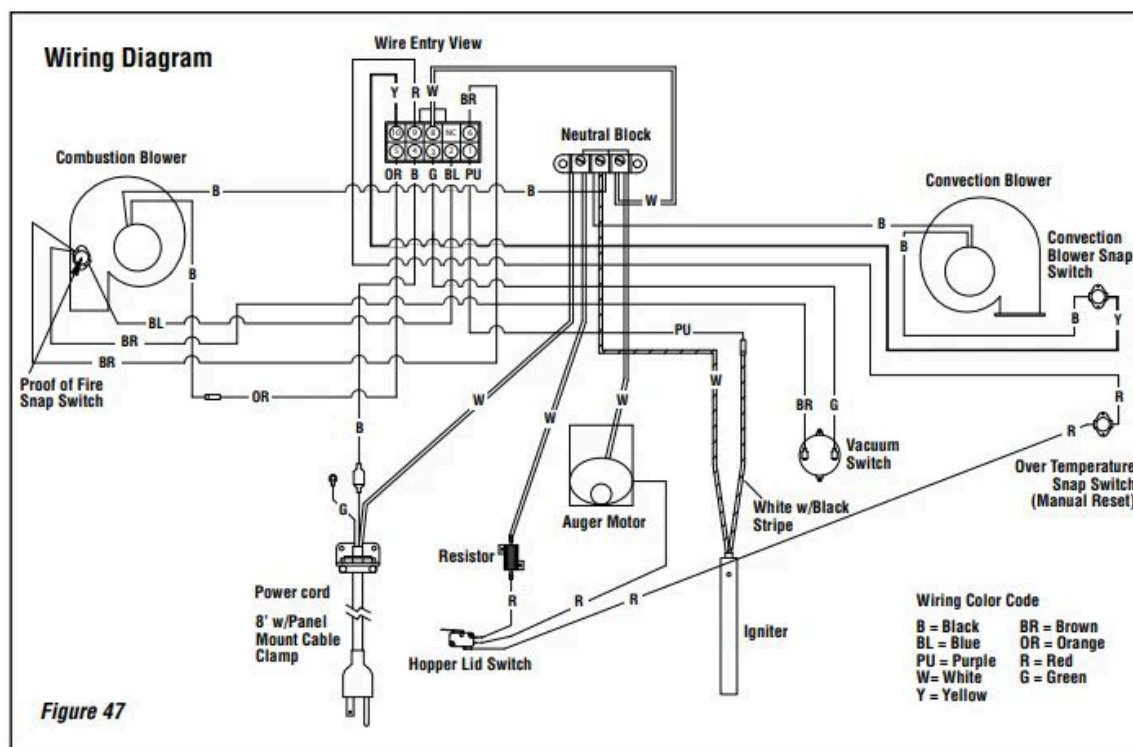 Wiring Diagram
Wire Entry View
Y
R
W
BR
10
9
8
NC
6
5
4
3
2
1
OR
B
G
BL
PU
Neutral Block
Combustion Blower
Convection Blower
B
B
W
B
B
Convection
Blower Snap
Switch
B
Y
B
BL
BR
BR
PU
Proof of Fire
Snap Switch
OR
W
W
W
W
BR
G
R
R
B
Vacuum
Switch
Over Temperature
Snap Switch
(Manual Reset)
G
Auger Motor
White w/Black
Stripe
Resistor
Power cord
8' w/Panel
Mount Cable
Clamp
R
R
R
Hopper Lid Switch
Igniter
Wiring Color Code
B = Black
BR = Brown
BL = Blue
OR = Orange
PU = Purple
R = Red
W= White
G = Green
Y = Yellow
Figure 47